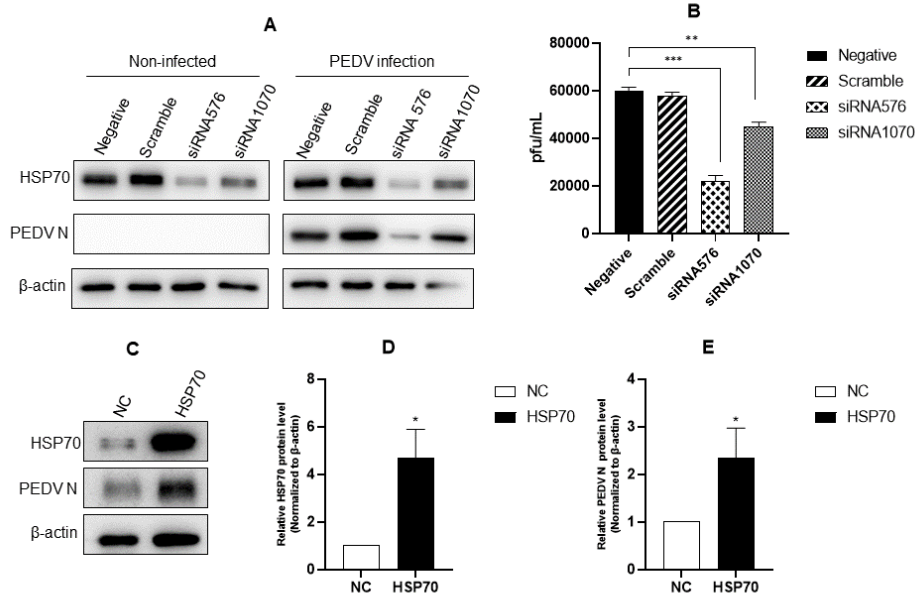 A
Non-infected
PEDV infection
Negative
Scramble
siRNA576
siRNA1070
Negative
Scramble
siRNA 576
siRNA1070
HSP70
PEDV N
β-actin
B
80000
60000
40000
20000
0
pfu/mL
**
***
Negative
Scramble
siRNA576
siRNA1070
Negative
Scramble
siRNA576
siRNA1070
C
NC
HSP70
HSP70
PEDV N
β-actin
D
8
6
4
2
0
Relative HSP70 protein level
(Normalized to β-actin)
*
NC
HSP70
NC
HSP70
E
4
3
2
1
0
Relative PEDV N protein level
(Normalized to β-actin)
*
NC
HSP70
NC
HSP70